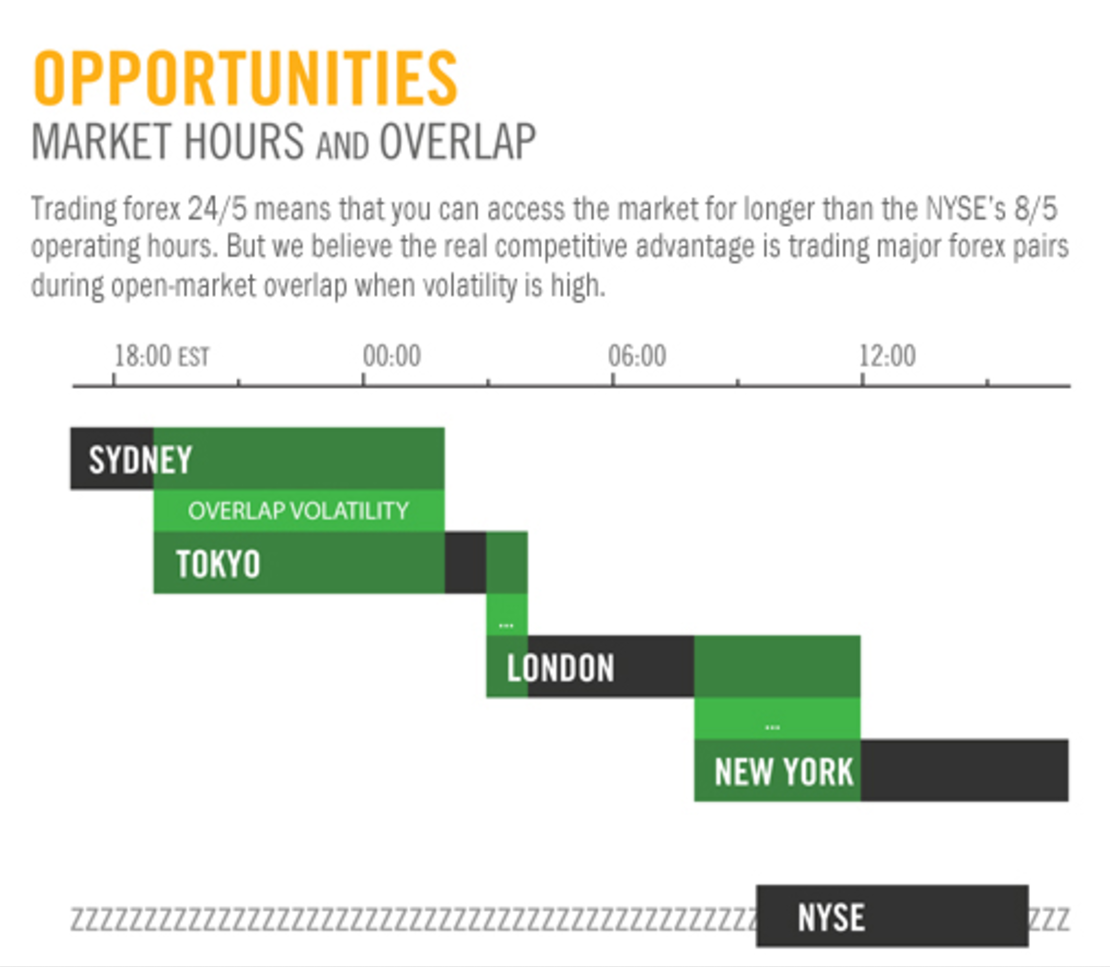 OPPORTUNITIES
MARKET HOURS AND OVERLAP
Trading forex 24/5 means that you can access the market for longer than the NYSE's 8/5
operating hours. But we believe the real competitive advantage is trading major forex pairs
during open-market overlap when volatility is high.
18:00 EST 00:00 06:00 12:00
SYDNEY
OVERLAP VOLATILITY
TOKYO
...
LONDON
...
NEW YORK
ZZZZZZZZZZZZZZZZZZZZZZZZZZZZZZZZZZZZZZZZZZZZZZZ NYSE ZZZ